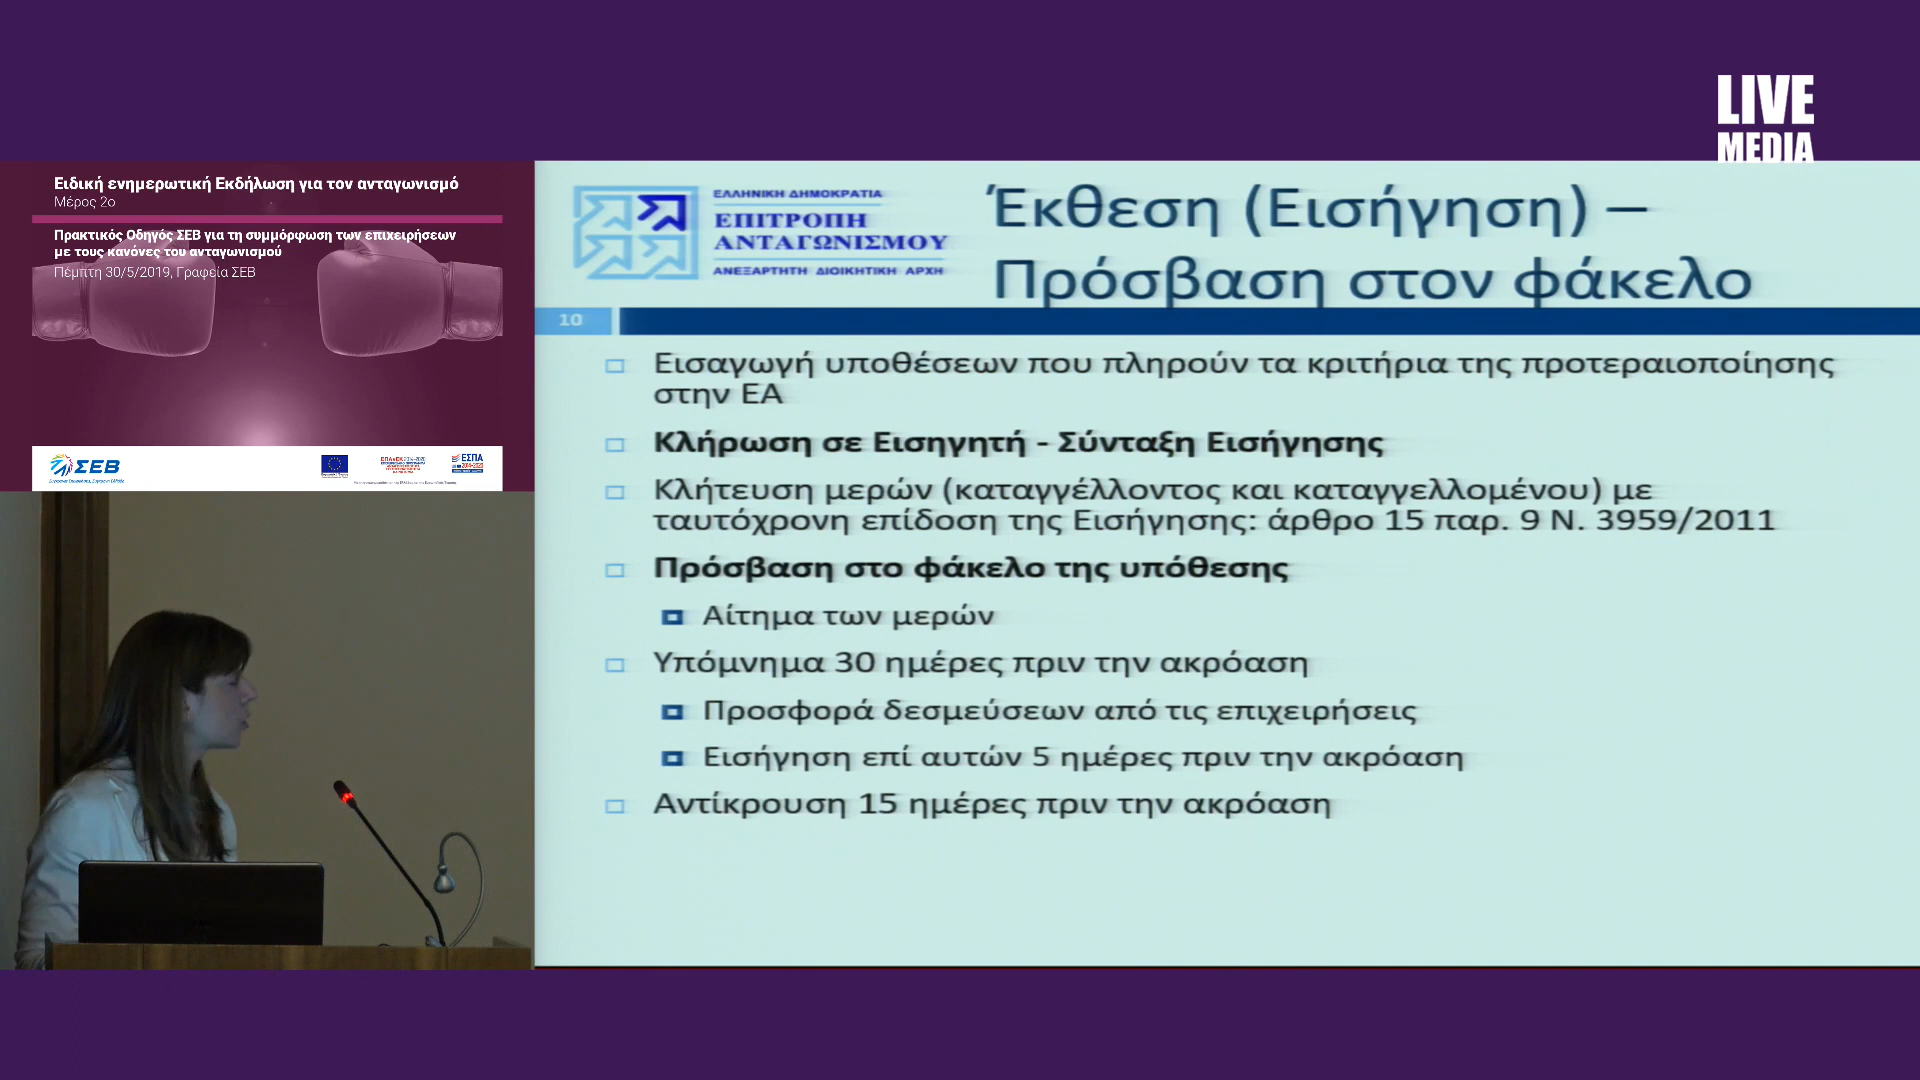 LIVE
MEDIA
Ειδική ενημερωτική Εκδήλωση για τον ανταγωνισμό
Μέρος 2ο
Πρακτικός Οδηγός ΣΕΒ για τη συμμόρφωση των επιχειρήσεων
με τους κανόνες του ανταγωνισμού
Πέμπτη 30/5/2019, Γραφεία ΣΕΒ
ΣΕΒ
ΕΣΠΑ
2014-2020
ΕΛΛΗΝΙΚΗ ΔΗΜΟΚΡΑΤΙΑ
ΕΠΙΤΡΟΠΗ
ΑΝΤΑΓΩΝΙΣΜΟΥ
ΑΝΕΞΑΡΤΗΤΗ ΔΙΟΙΚΗΤΙΚΗ ΑΡΧΗ
Έκθεση (Εισήγηση) –
Πρόσβαση στον φάκελο
10
Εισαγωγή υποθέσεων που πληρούν τα κριτήρια της προτεραιοποίησης
στην ΕΑ
Κλήρωση σε Εισηγητή - Σύνταξη Εισήγησης
Κλήτευση μερών (καταγγέλλοντος και καταγγελλομένου) με
ταυτόχρονη επίδοση της Εισήγησης: άρθρο 15 παρ. 9 Ν. 3959/2011
Πρόσβαση στο φάκελο της υπόθεσης
Αίτημα των μερών
Υπόμνημα 30 ημέρες πριν την ακρόαση
Προσφορά δεσμεύσεων από τις επιχειρήσεις
Εισήγηση επί αυτών 5 ημέρες πριν την ακρόαση
Αντίκρουση 15 ημέρες πριν την ακρόαση